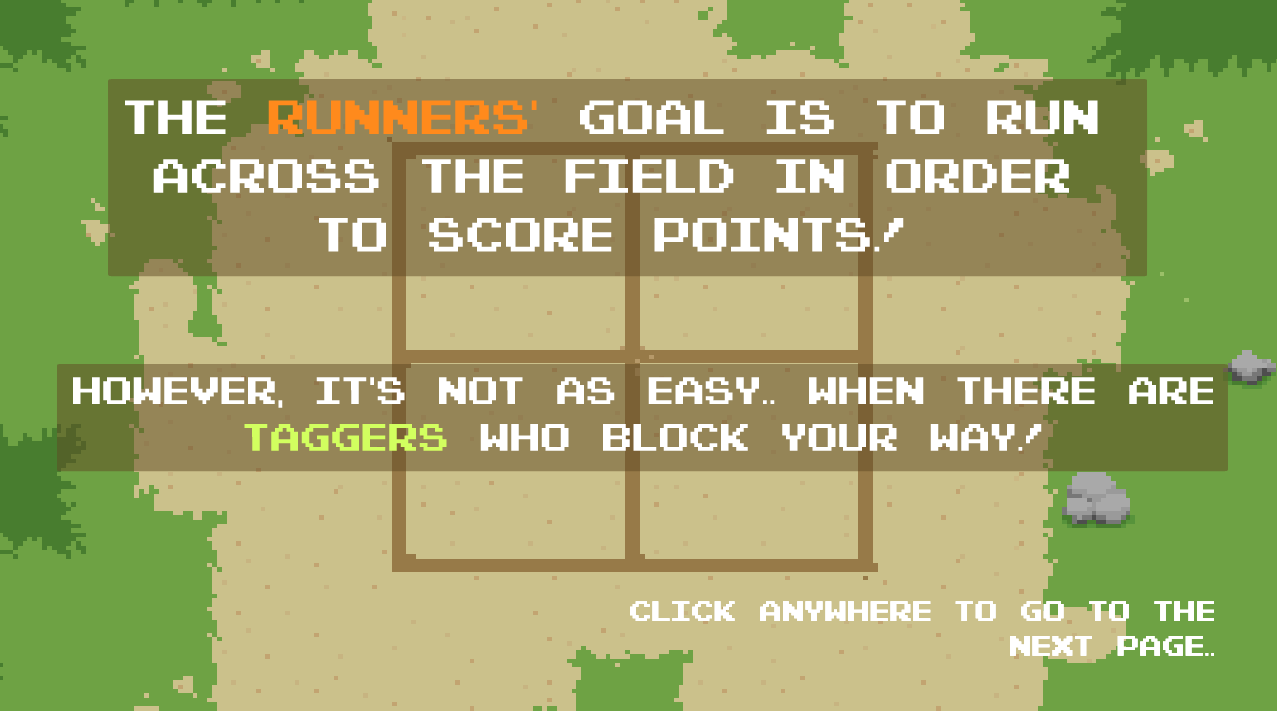 THE RUNNERS' GOAL IS TO RUN
ACROSS THE FIELD IN ORDER
TO SCORE POINTS.!
HOWEVER, IT'S NOT AS EASY.. WHEN THERE ARE
TAGGERS WHO BLOCK YOUR WAY.!
CLICK ANYWHERE TO GO TO THE
NEXT PAGE..